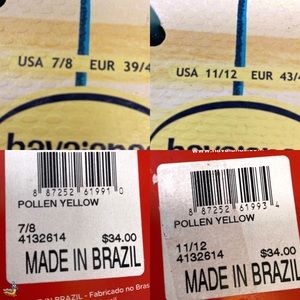 USA 7/8 EUR 39/4
USA 11/12 EUR 43/4
8 87252 61991 0
POLLEN YELLOW
7/8
4132614 $34.00
MADE IN BRAZIL
IN BRAZIL - Fabricado no Bras
8 87252 61993 4
POLLEN YELLOW
11/12
4132614 $34.00
MADE IN BRAZIL